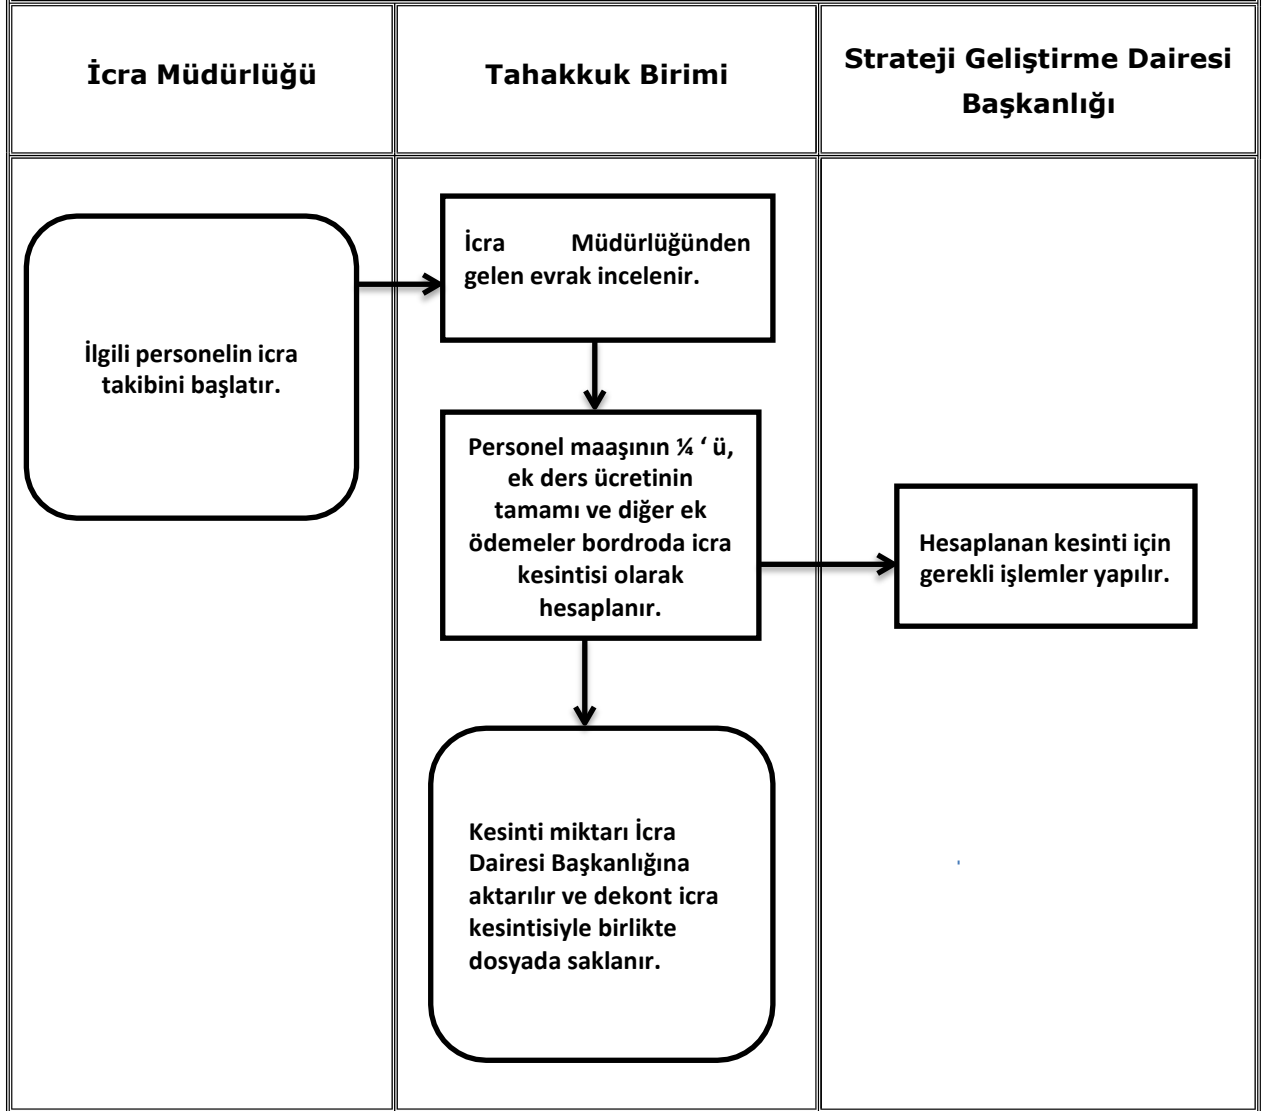 İcra Müdürlüğü
Tahakkuk Birimi
Strateji Geliştirme Dairesi
Başkanlığı
İlgili personelin icra
takibini başlatır.
İcra Müdürlüğünden
gelen evrak incelenir.
Personel maaşının ¼ ‘ ü,
ek ders ücretinin
tamamı ve diğer ek
ödemeler bordroda icra
kesintisi olarak
hesaplanır.
Hesaplanan kesinti için
gerekli işlemler yapılır.
Kesinti miktarı İcra
Dairesi Başkanlığına
aktarılır ve dekont icra
kesintisiyle birlikte
dosyada saklanır.